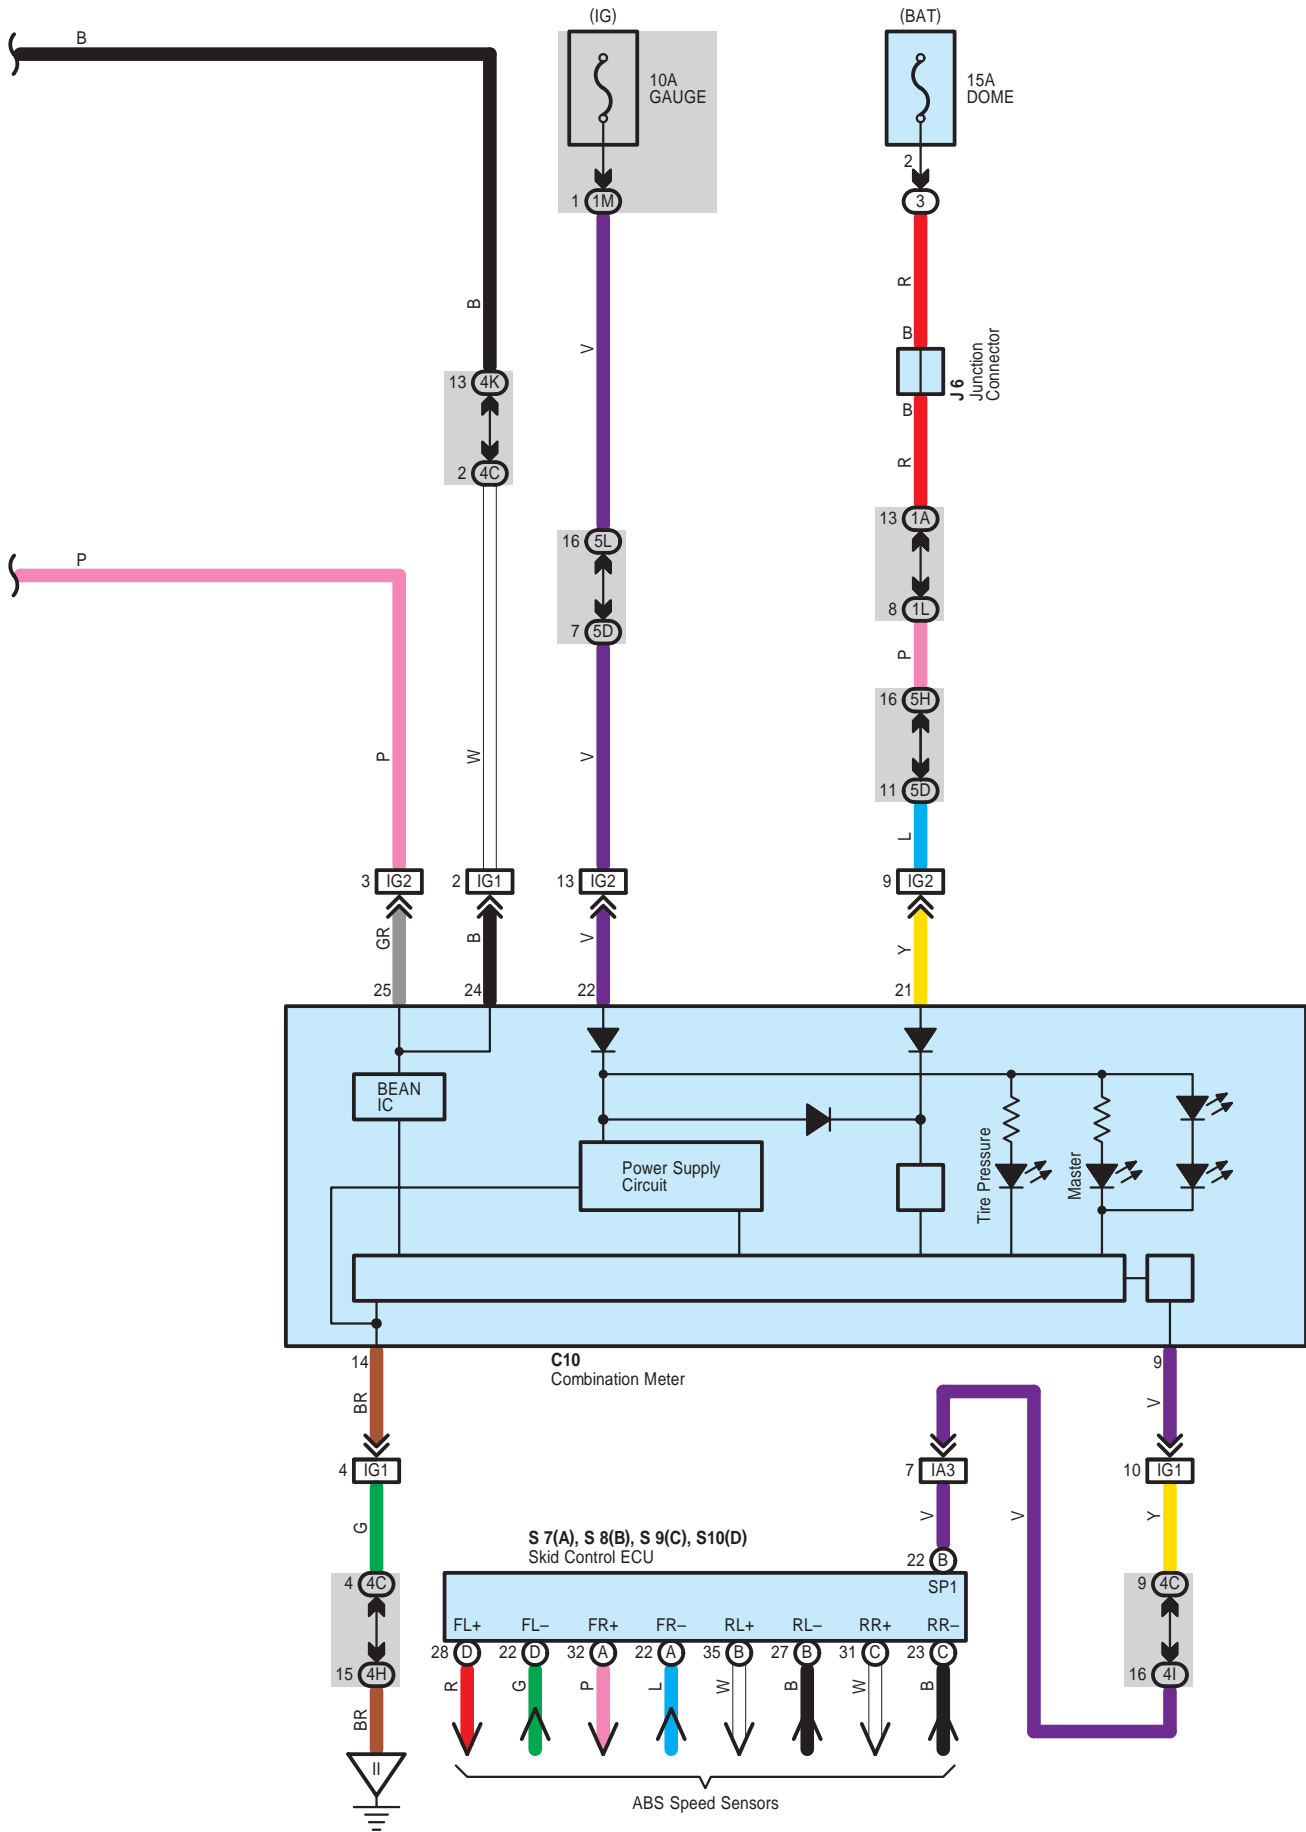 (IG)
(BAT)
B
10A
GAUGE
15A
DOME
2
1 1M
3
B
V
R
B
J 6
Junction
Connector
B
R
13 4K
2 4C
13 1A
16 5L
P
8 1L
7 5D
P
16 5H
P
W
V
11 5D
L
3 IG2
2 IG1
13 IG2
9 IG2
GR
B
V
Y
25
24
22
21
BEAN
IC
Power Supply
Circuit
Tire Pressure
Master
14
C10
Combination Meter
9
BR
V
4 IG1
7 IA3
10 IG1
G
V
V
Y
S 7(A), S 8(B), S 9(C), S10(D)
Skid Control ECU
22 B
4 4C
SP1
9 4C
FL+ FL– FR+ FR– RL+ RL– RR+ RR–
28 D 22 D 32 A 22 A 35 B 27 B 31 C 23 C
15 4H
16 4I
R G P L W B W B
BR
II
ABS Speed Sensors